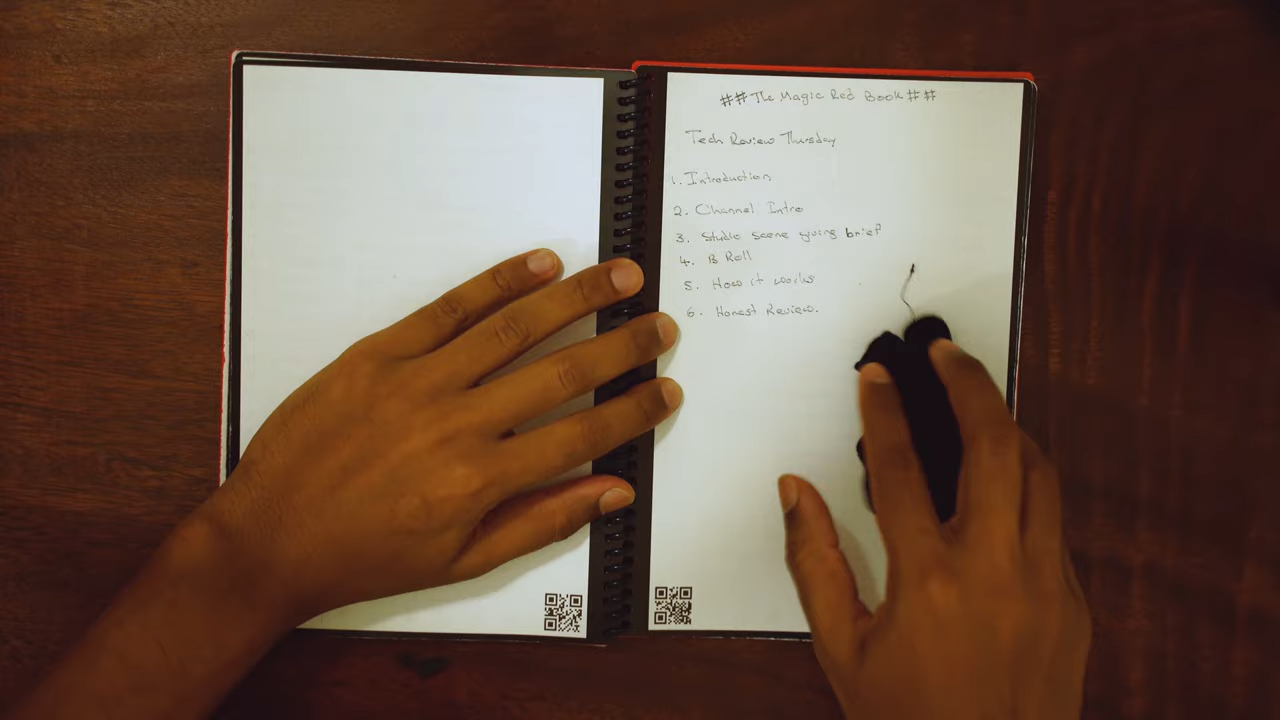 ##The Magic Red Book##
Tech Review Thursday
1. Introduction
2. Channel Intro
3. Studio scene giving brief
4. B Roll
5. How it works
6. Honest Review.